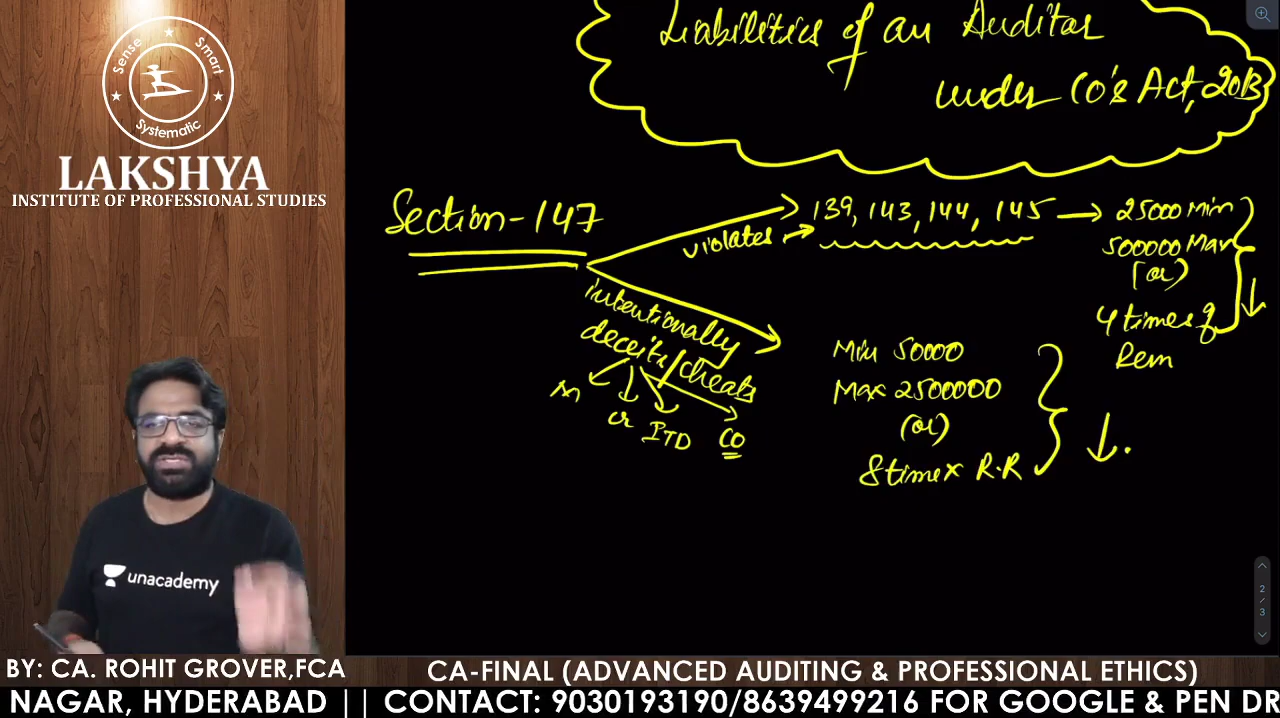 Liabilities of an Auditor
under Co's Act, 2013
Sense
Smart
Systematic
LAKSHYA
INSTITUTE OF PROFESSIONAL STUDIES
Section-147
violates
139, 143, 144, 145
25000 Min
500000 Max
(or)
4 times of
Rem
intentionally
deceits/cheats
cr
ITD
CO
Min 50000
Max 2500000
(or)
8 times R.R
unacademy
2
/
3
BY: CA. ROHIT GROVER,FCA
CA-FINAL (ADVANCED AUDITING & PROFESSIONAL ETHICS)
NAGAR, HYDERABAD || CONTACT: 9030193190/8639499216 FOR GOOGLE & PEN DR